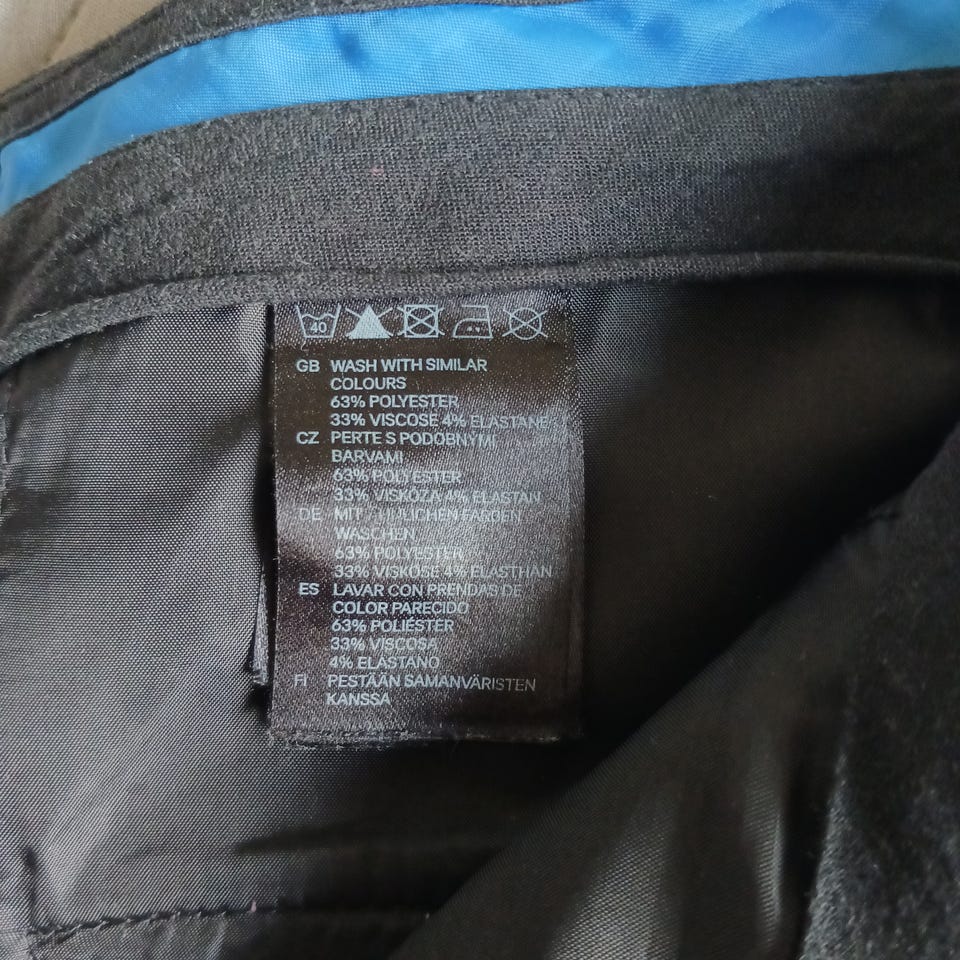 40
GB WASH WITH SIMILAR
COLOURS
63% POLYESTER
33% VISCOSE 4% ELASTANE
CZ PERTE S PODOBNÝMI
BARVAMI
63% POLYESTER
33% VISKÓZA 4% ELASTAN
DE MIT FARBEN
WASCHEN
63% POLYESTER
33% VISKOSE 4% ELASTHAN
ES LAVAR CON PRENDAS DE
COLOR PARECIDO
63% POLIÉSTER
33% VISCOSA
4% ELASTANO
FI PESTÄÄN SAMANVÄRISTEN
KANSSA